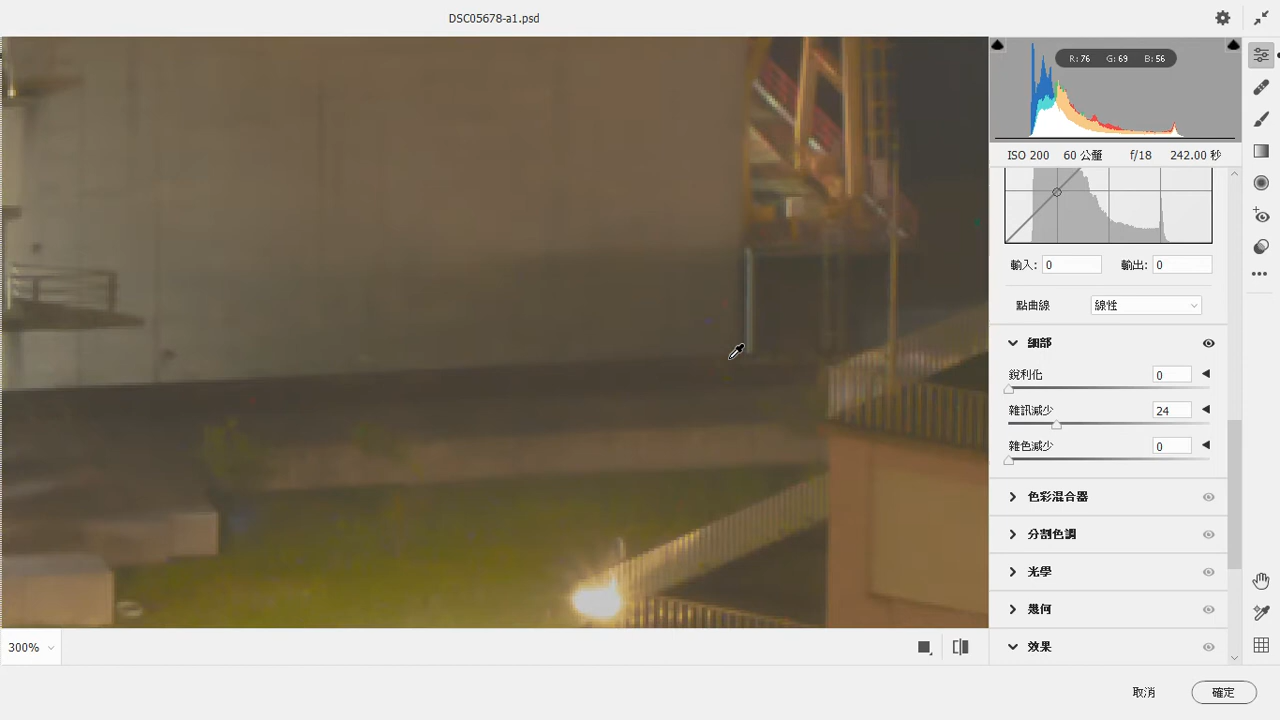 DSC05678-a1.psd
R: 76 G: 69 B: 56
ISO 200 60 公釐 f/18 242.00 秒
輸入: 0 輸出: 0
點曲線 線性
細部
銳利化 0
雜訊減少 24
雜色減少 0
色彩混合器
分割色調
光學
幾何
效果
300%
取消 確定